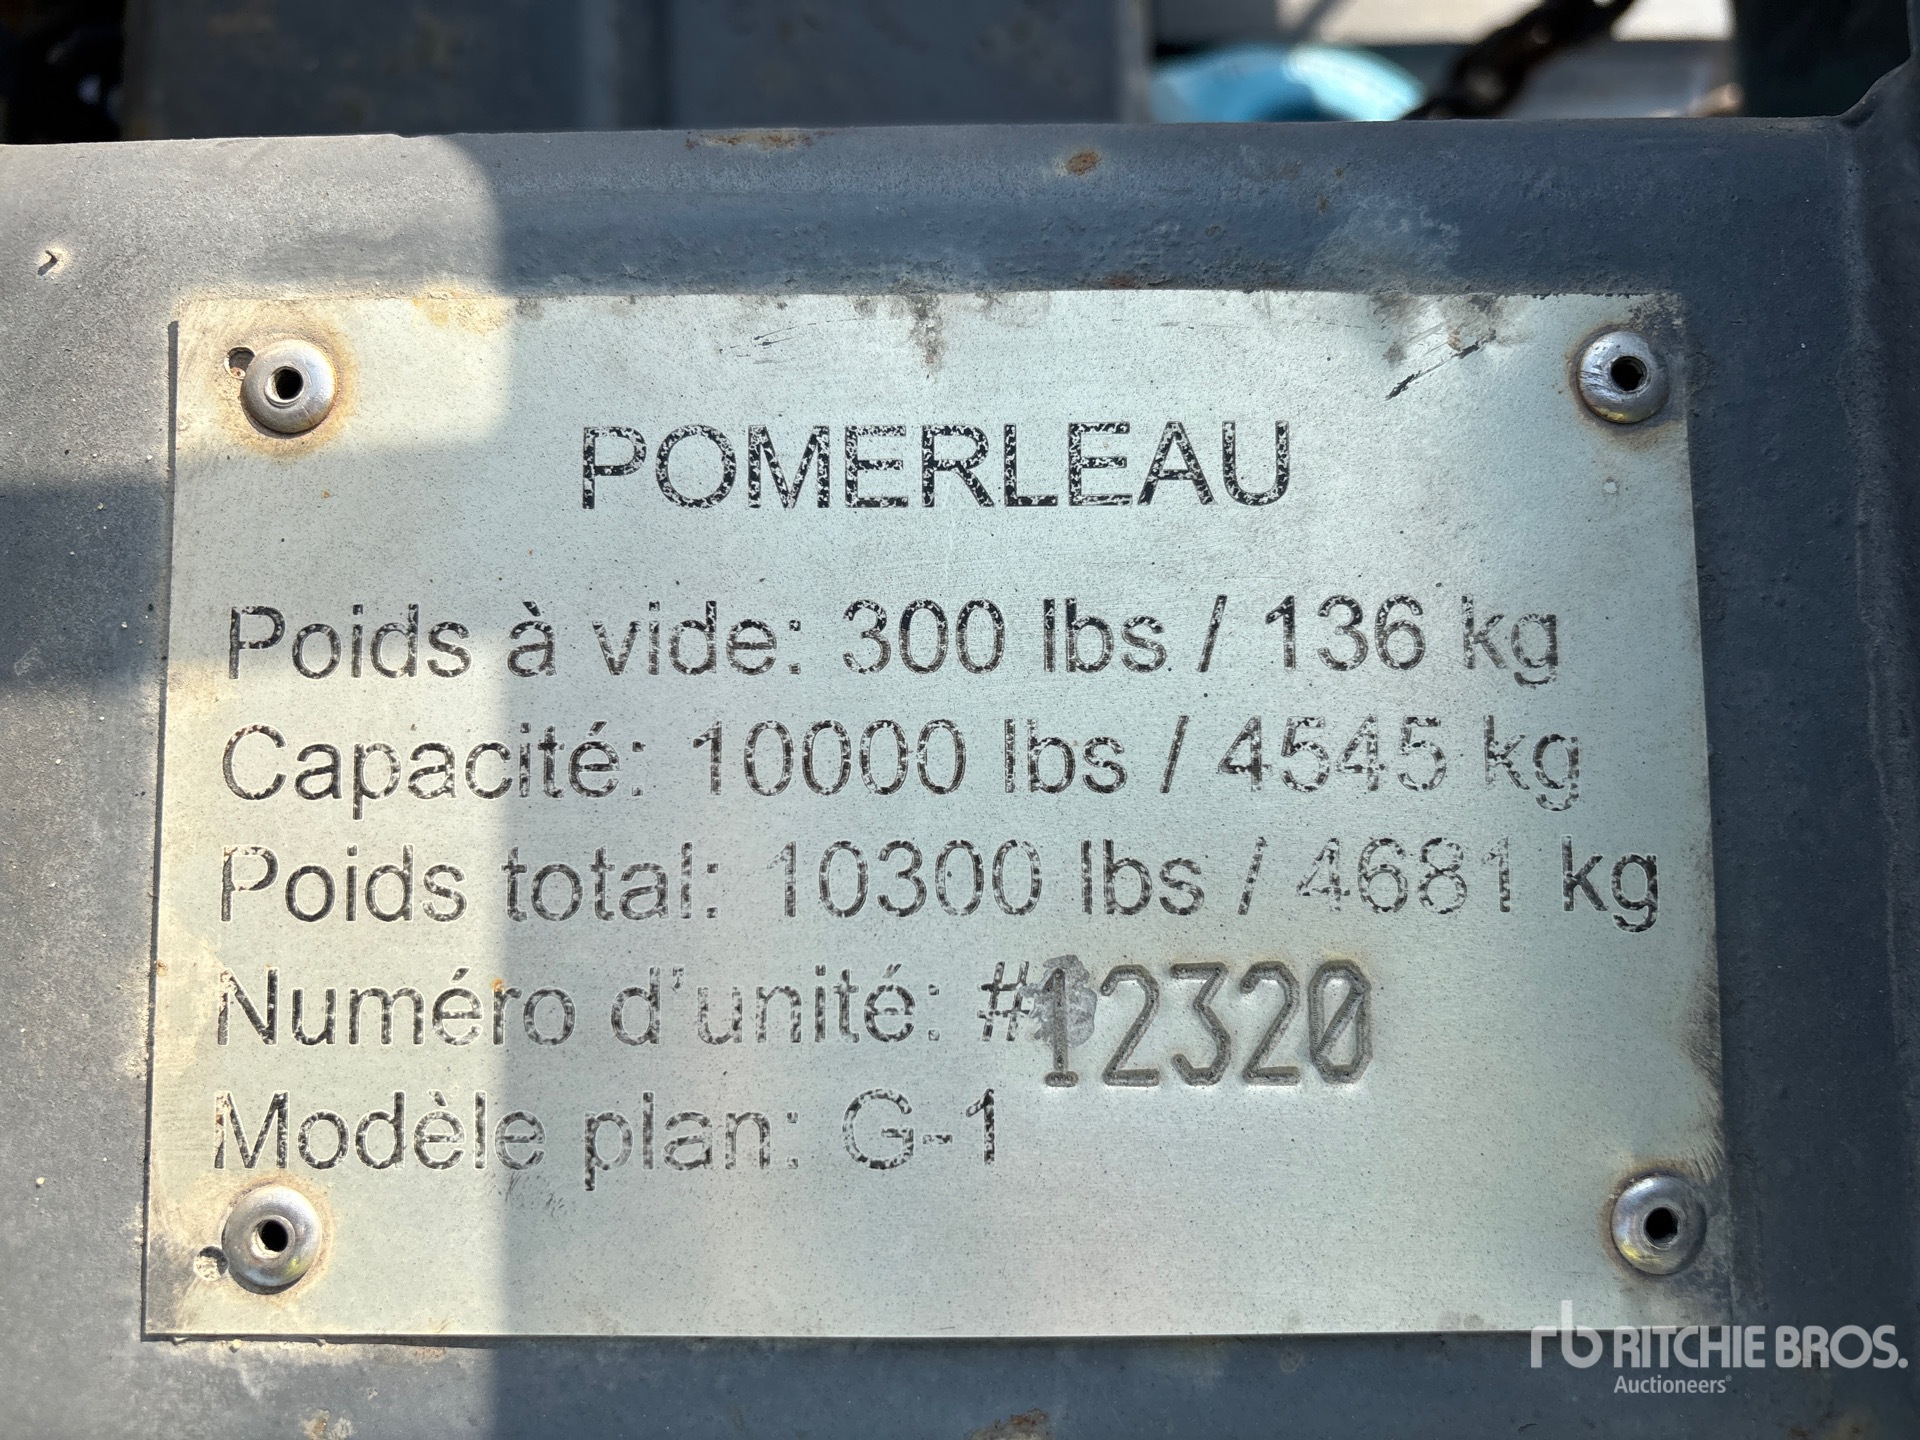 POMERLEAU
Poids à vide: 300 lbs / 136 kg
Capacité: 10000 lbs / 4545 kg
Poids total: 10300 lbs / 4681 kg
Numéro d'unité: #12320
Modèle plan: G-1
rb RITCHIE BROS.
Auctioneers